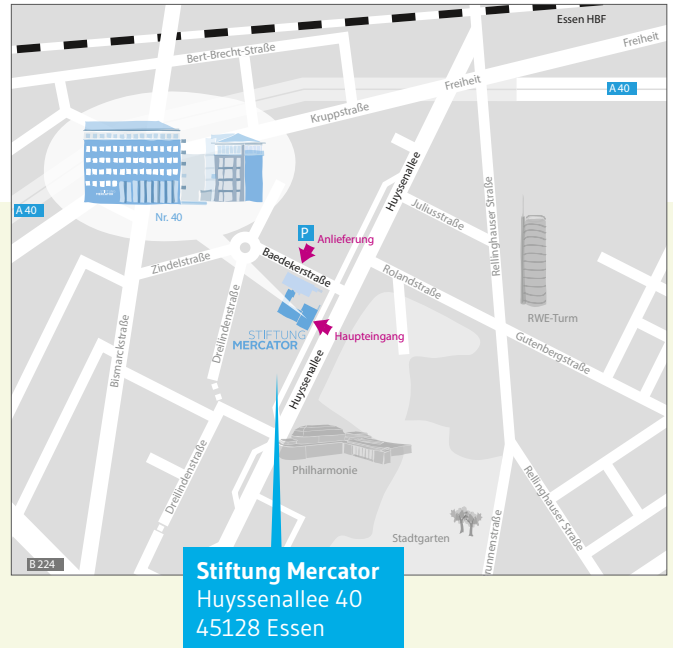 Essen HBF
Freiheit
Bert-Brecht-Straße
Freiheit
A 40
Kruppstraße
Huyssenallee
Juliusstraße
Rellinghauser Straße
A 40
Nr. 40
P
Anlieferung
Zindelstraße
Baedekerstraße
Rolandstraße
RWE-Turm
Bismarckstraße
Dreilindenstraße
STIFTUNG
MERCATOR
Haupteingang
Gutenbergstraße
Huyssenallee
Philharmonie
Dreilindenstraße
Rellinghauser Straße
Stadtgarten
runnenstraße
B 224
Stiftung Mercator
Huyssenallee 40
45128 Essen